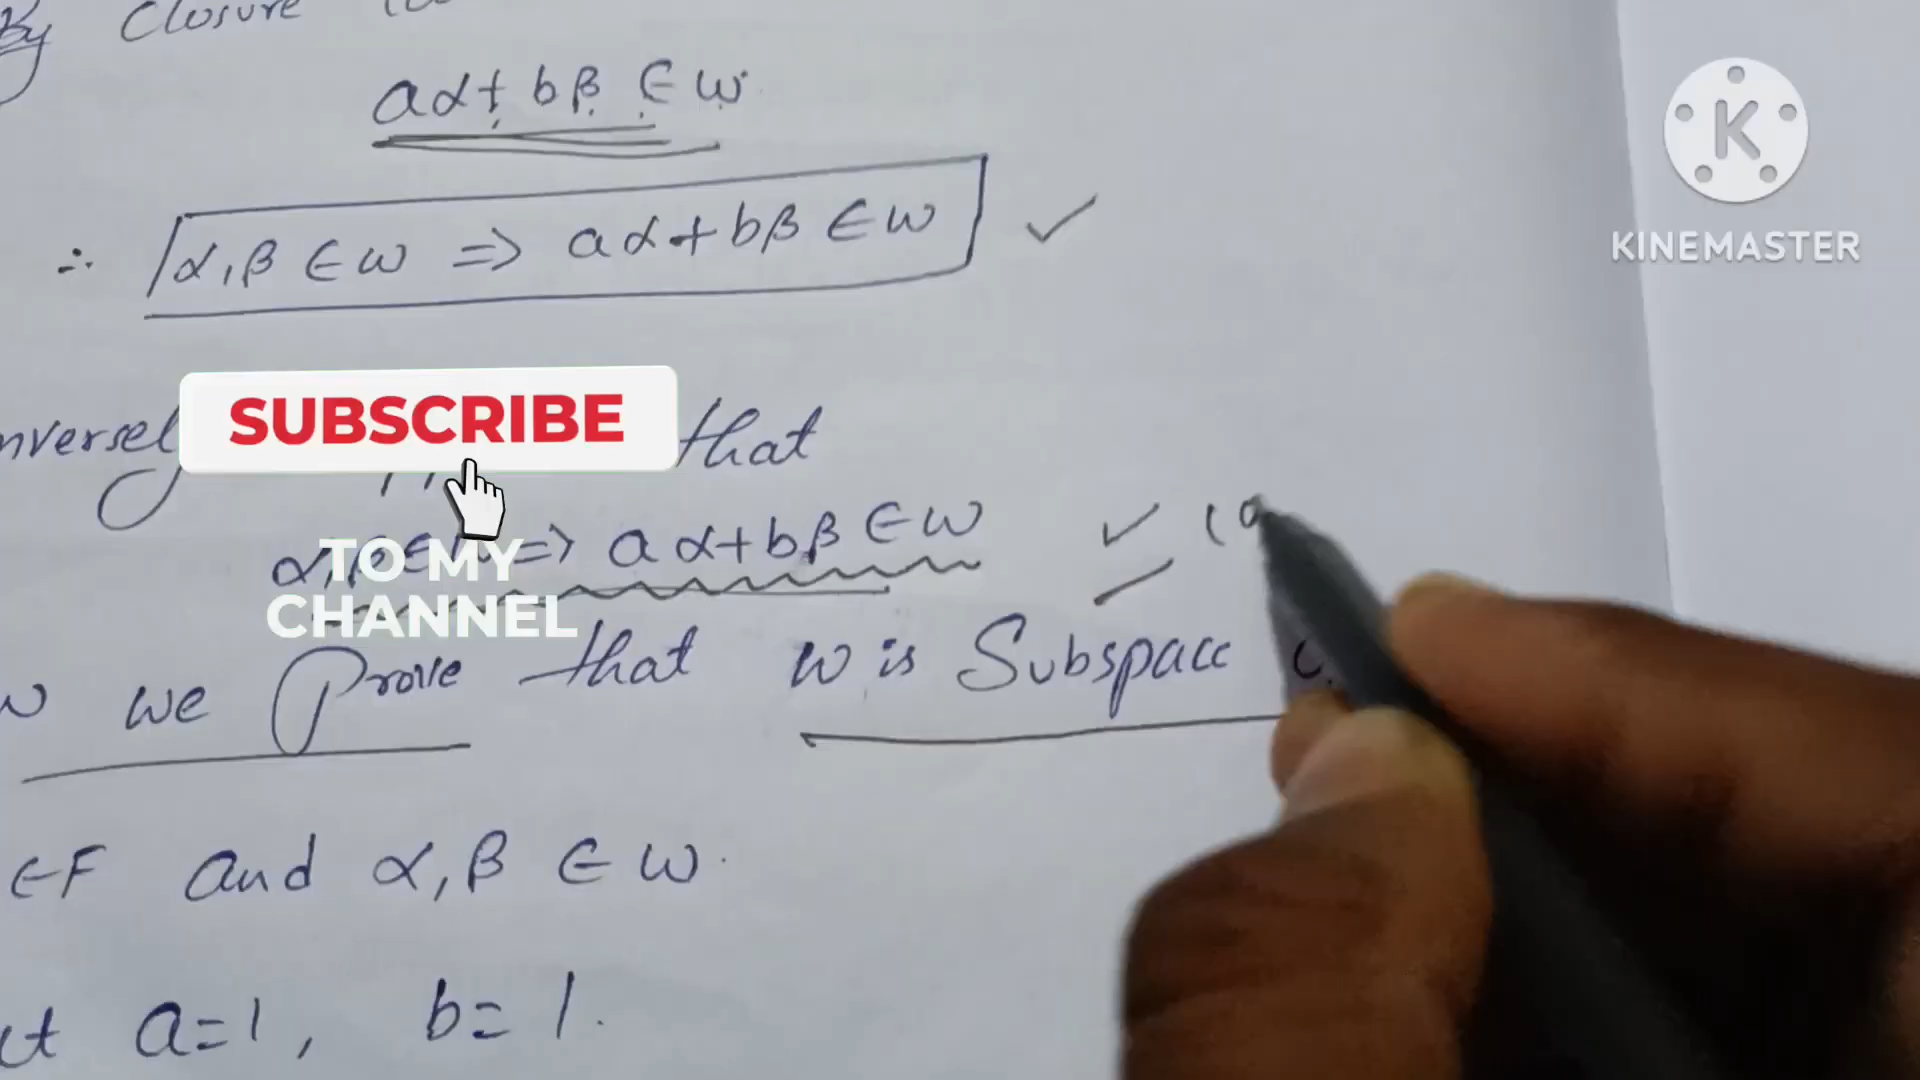 By Closure
aα+bβ ∈ w
∴ α,β ∈ w => aα+bβ ∈ w
KINEMASTER
SUBSCRIBE
that
=> aα+bβ ∈ w
TO MY
CHANNEL
we Prove that w is Subspace
∈F and α,β ∈ w.
a=1, b=1.